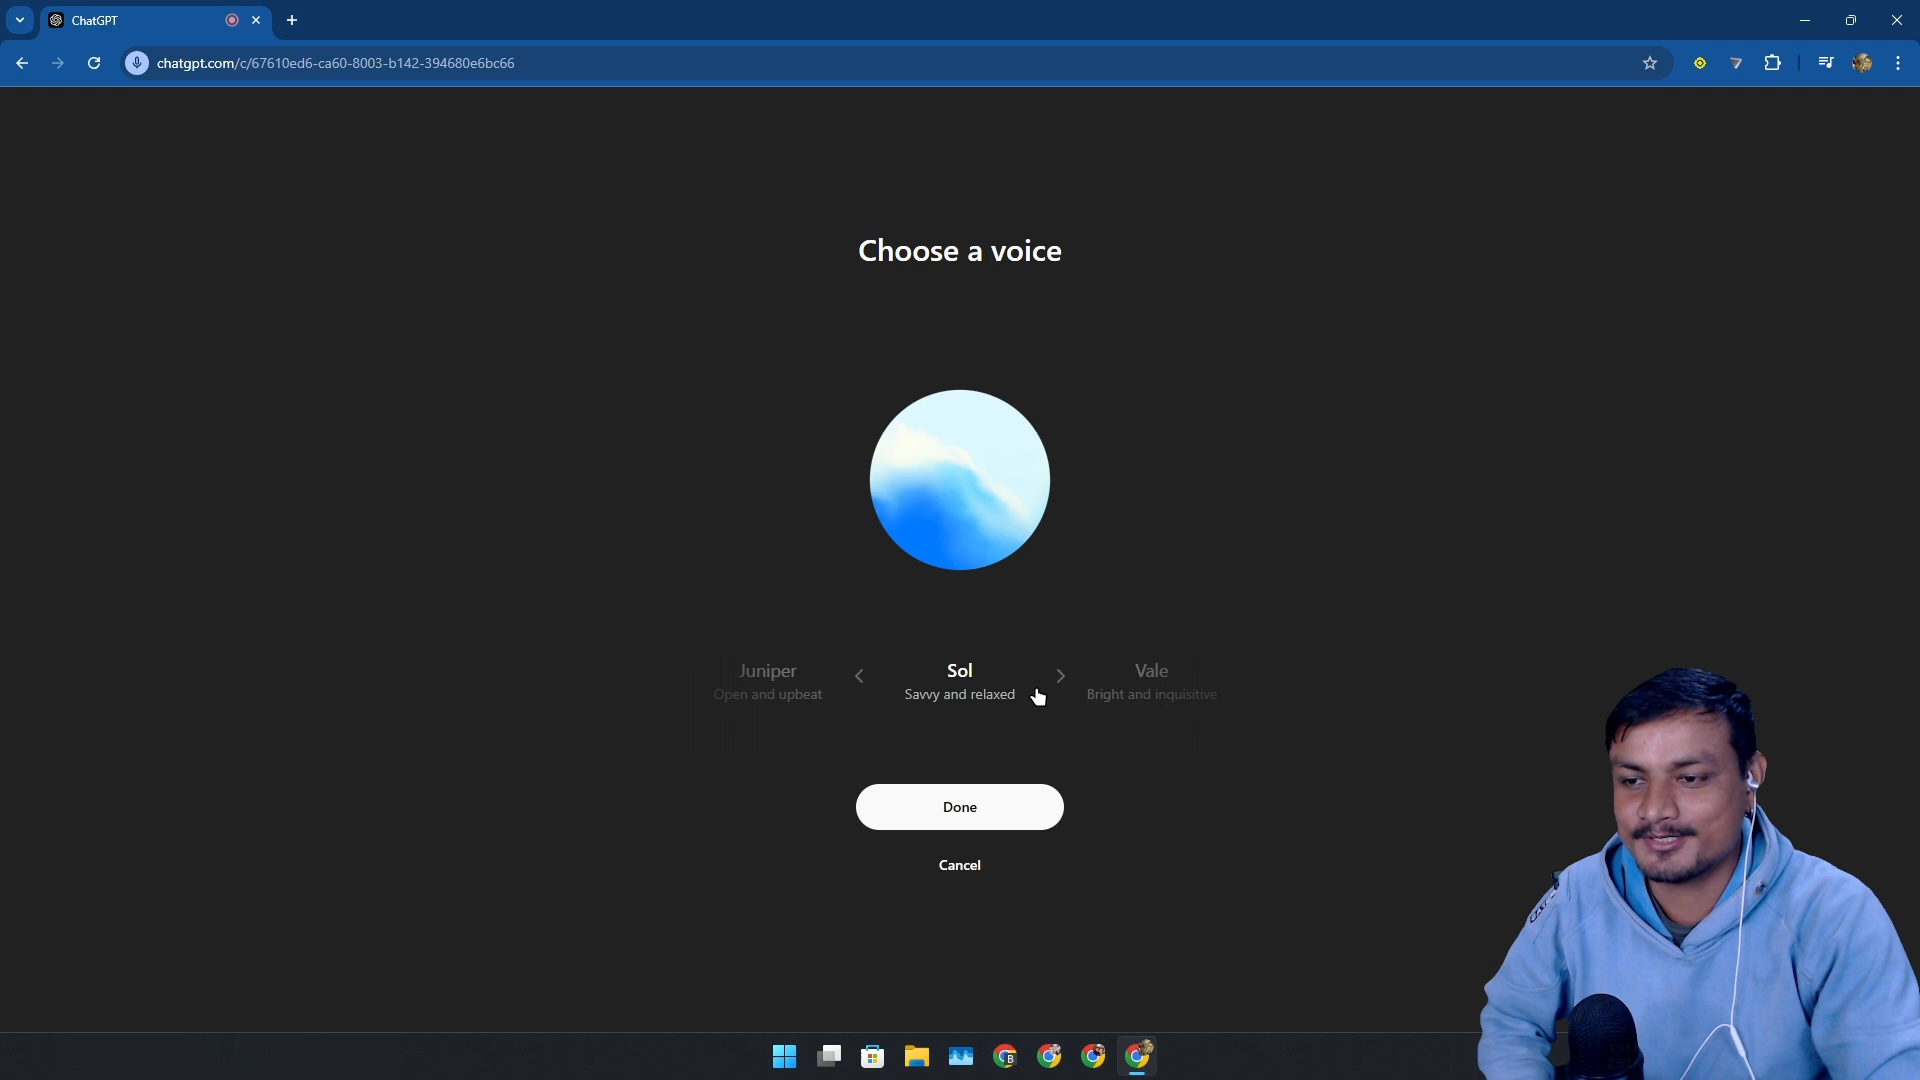 ChatGPT
chatgpt.com/c/67610ed6-ca60-8003-b142-394680e6bc66
Choose a voice
Juniper
Open and upbeat
Sol
Savvy and relaxed
Vale
Bright and inquisitive
Done
Cancel
B